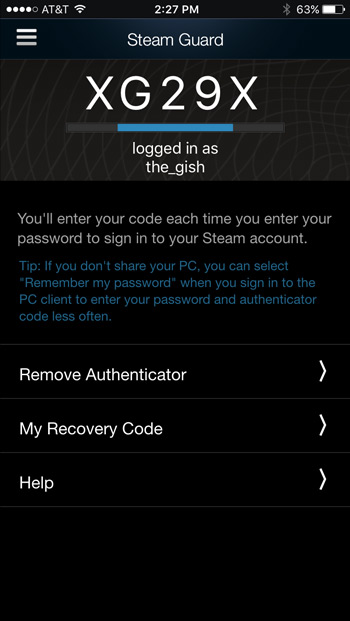 AT&T 2:27 PM 63%
Steam Guard
XG29X
logged in as
the_gish
You'll enter your code each time you enter your
password to sign in to your Steam account.
Tip: If you don't share your PC, you can select
"Remember my password" when you sign in to the
PC client to enter your password and authenticator
code less often.
Remove Authenticator
My Recovery Code
Help